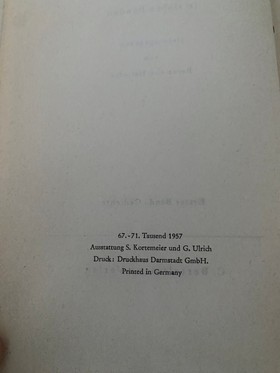 67.-71. Tausend 1957
Ausstattung S. Kortemeier und G. Ulrich
Druck: Druckhaus Darmstadt GmbH.
Printed in Germany